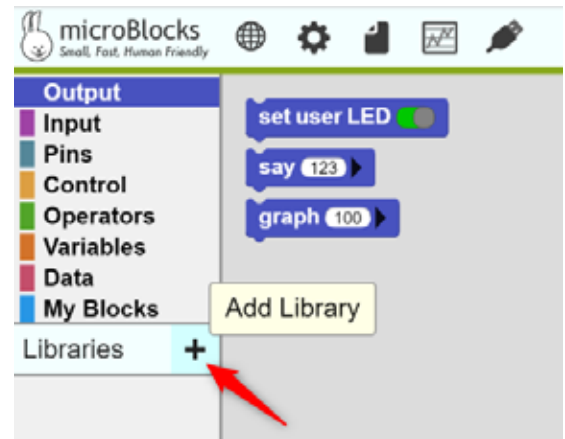 microBlocks
Small, Fast, Human Friendly
Output
Input
Pins
Control
Operators
Variables
Data
My Blocks
Libraries +
set user LED
say 123
graph 100
Add Library